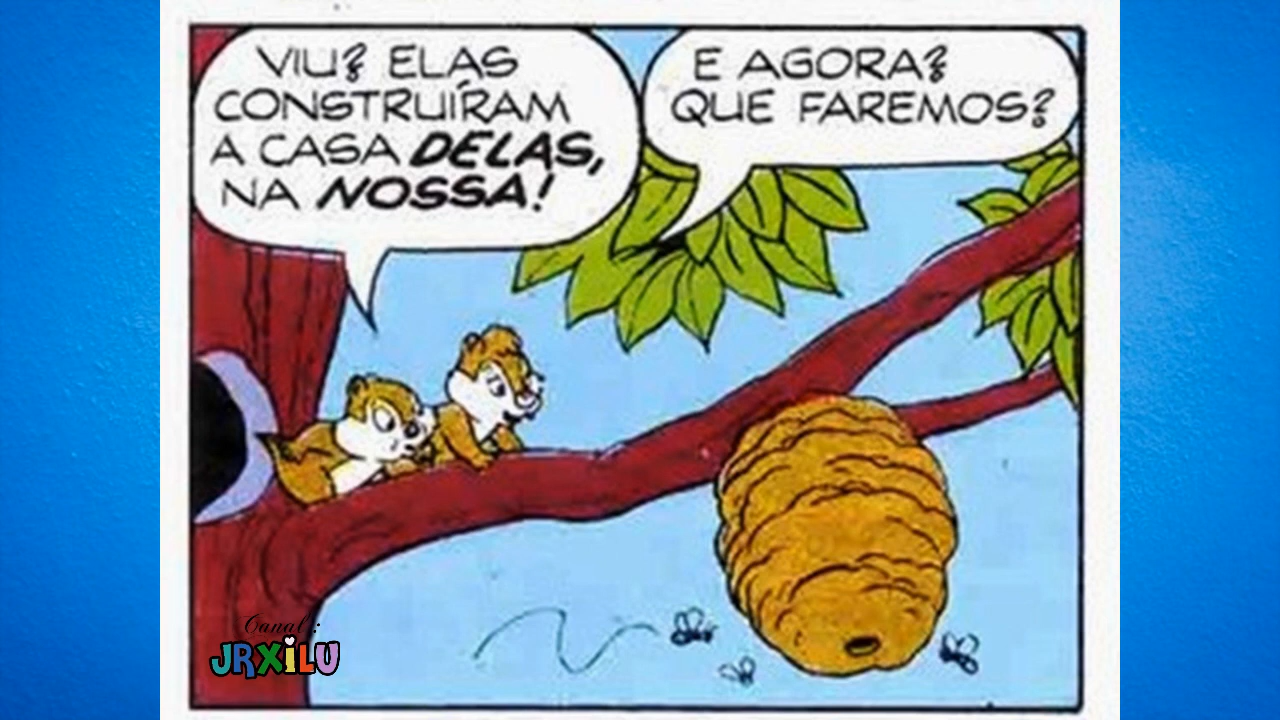 VIU? ELAS
CONSTRUÍRAM
A CASA DELAS,
NA NOSSA!
E AGORA?
QUE FAREMOS?
Canal:
JRXiLU